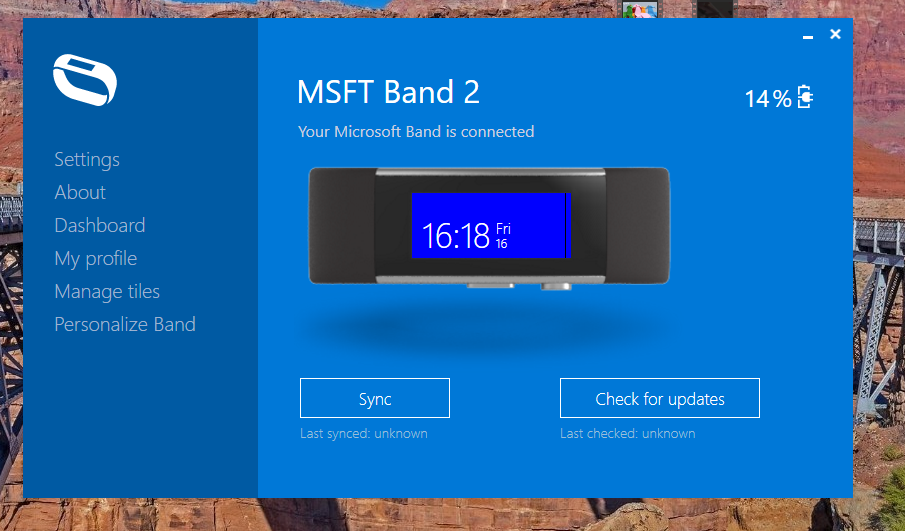 MSFT Band 2
14%
Your Microsoft Band is connected
Settings
About
Dashboard
My profile
Manage tiles
Personalize Band
16:18 Fri
16
Sync
Check for updates
Last synced: unknown
Last checked: unknown